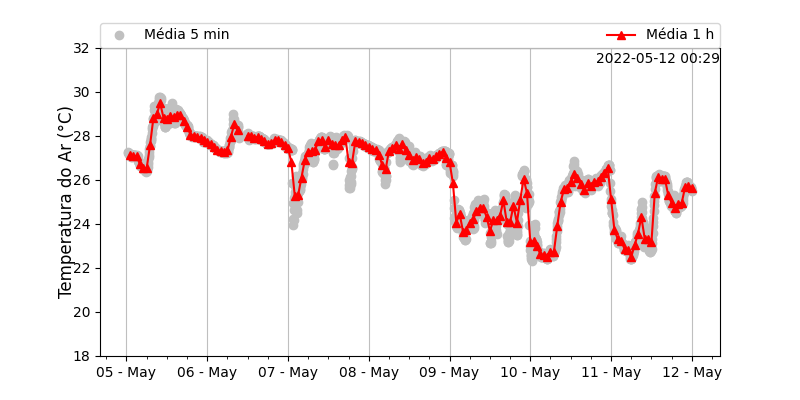 Média 5 min
Média 1 h
2022-05-12 00:29
Temperatura do Ar (°C)
32
30
28
26
24
22
20
18
05 - May
06 - May
07 - May
08 - May
09 - May
10 - May
11 - May
12 - May